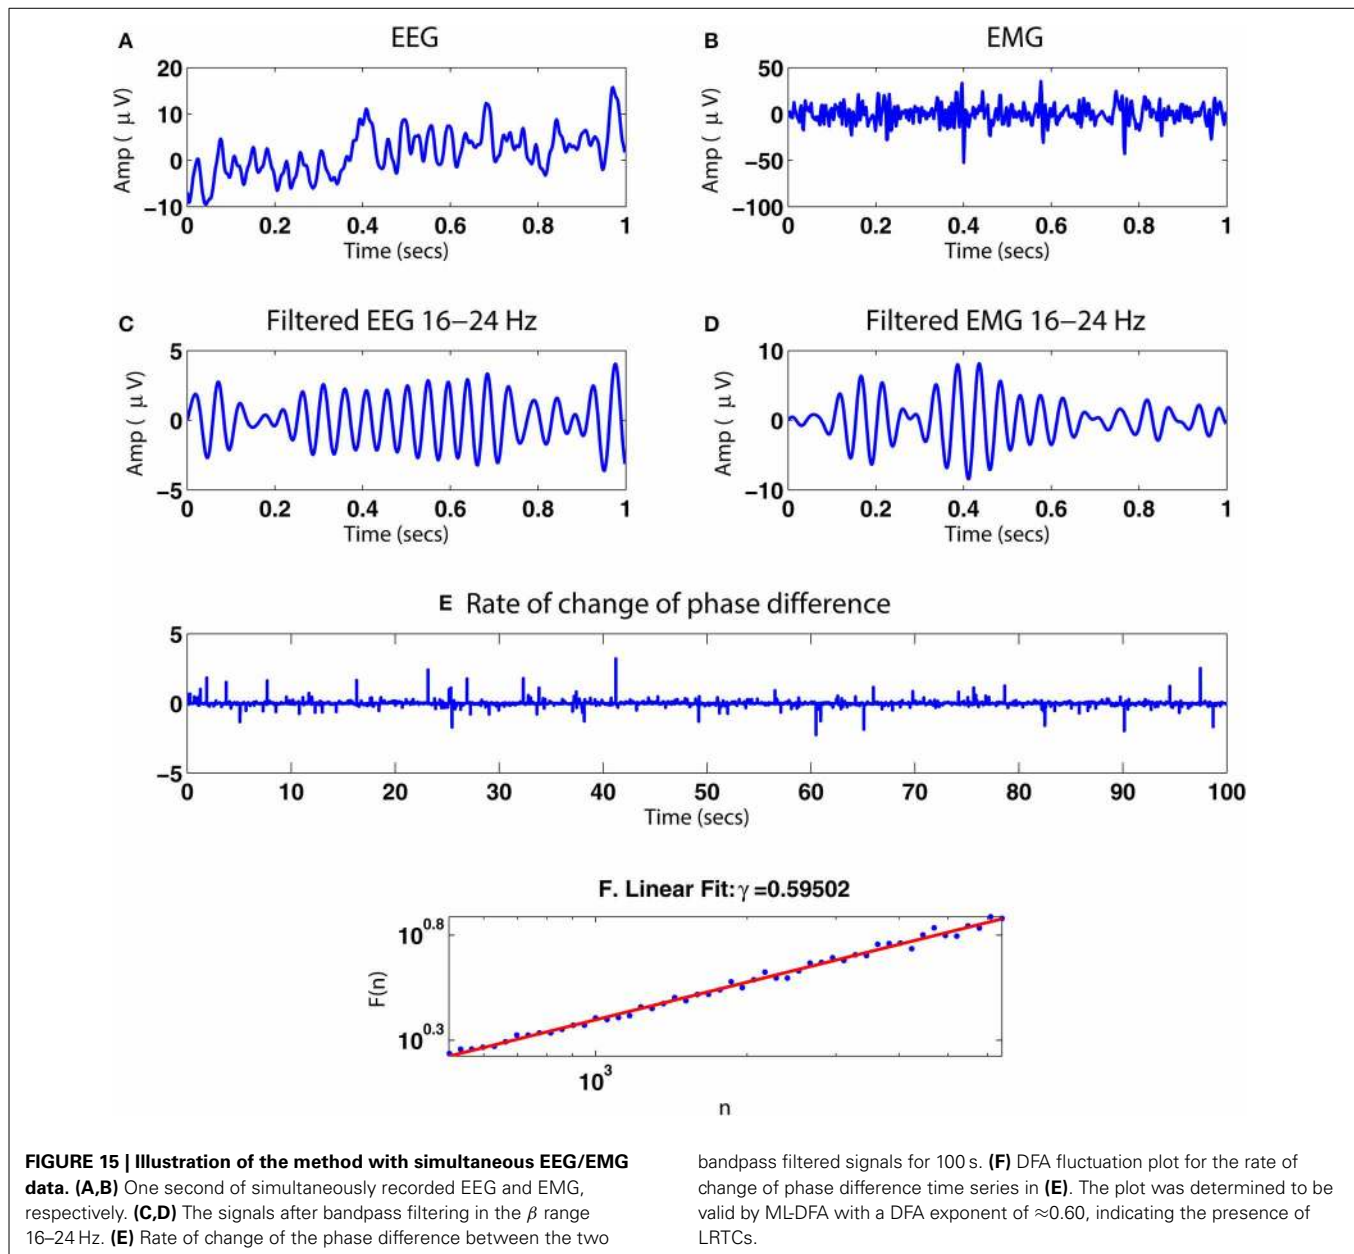 A EEG
20
10
0
−10
Amp ( μ V)
0 0.2 0.4 0.6 0.8 1
Time (secs)
B EMG
50
0
−50
−100
Amp ( μ V)
0 0.2 0.4 0.6 0.8 1
Time (secs)
C Filtered EEG 16−24 Hz
5
0
−5
Amp ( μ V)
0 0.2 0.4 0.6 0.8 1
Time (secs)
D Filtered EMG 16−24 Hz
10
0
−10
Amp ( μ V)
0 0.2 0.4 0.6 0.8 1
Time (secs)
E Rate of change of phase difference
5
0
−5
0 10 20 30 40 50 60 70 80 90 100
Time (secs)
F. Linear Fit: γ =0.59502
10^0.8
10^0.3
F(n)
10^3
n
FIGURE 15 | Illustration of the method with simultaneous EEG/EMG
data. (A,B) One second of simultaneously recorded EEG and EMG,
respectively. (C,D) The signals after bandpass filtering in the β range
16–24 Hz. (E) Rate of change of the phase difference between the two
bandpass filtered signals for 100 s. (F) DFA fluctuation plot for the rate of
change of phase difference time series in (E). The plot was determined to be
valid by ML-DFA with a DFA exponent of ≈0.60, indicating the presence of
LRTCs.